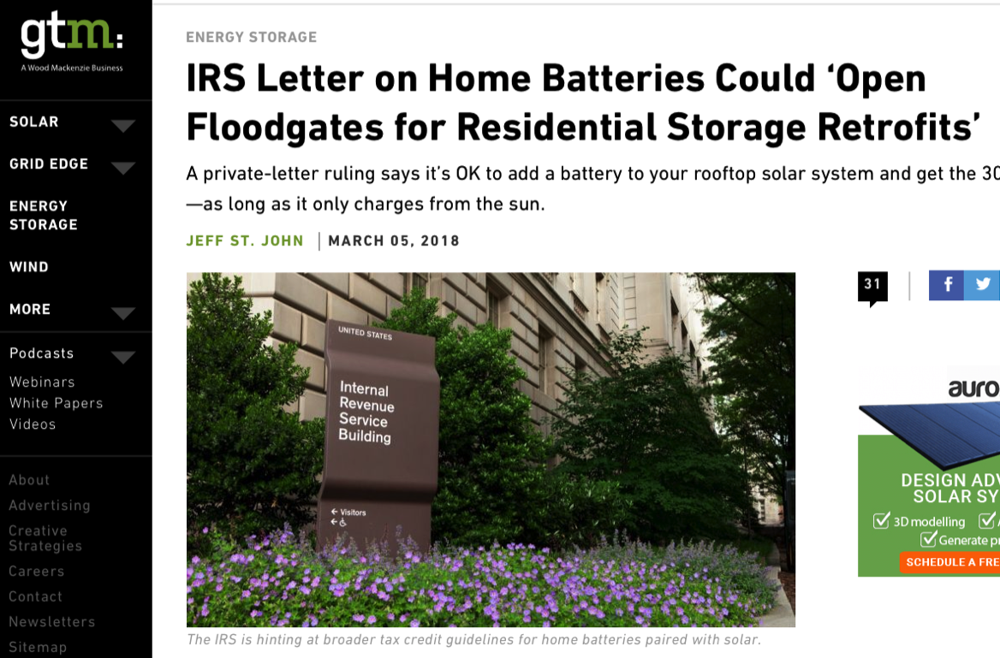 gtm:
A Wood Mackenzie Business
SOLAR
GRID EDGE
ENERGY
STORAGE
WIND
MORE
Podcasts
Webinars
White Papers
Videos
About
Advertising
Creative
Strategies
Careers
Contact
Newsletters
Sitemap
ENERGY STORAGE
IRS Letter on Home Batteries Could ‘Open
Floodgates for Residential Storage Retrofits’
A private-letter ruling says it’s OK to add a battery to your rooftop solar system and get the
—as long as it only charges from the sun.
JEFF ST. JOHN | MARCH 05, 2018
UNITED STATES
Internal
Revenue
Service
Building
← Visitors
←
The IRS is hinting at broader tax credit guidelines for home batteries paired with solar.
31
f
DESIGN
SOLAR
3D modelling
Generate
SCHEDULE A